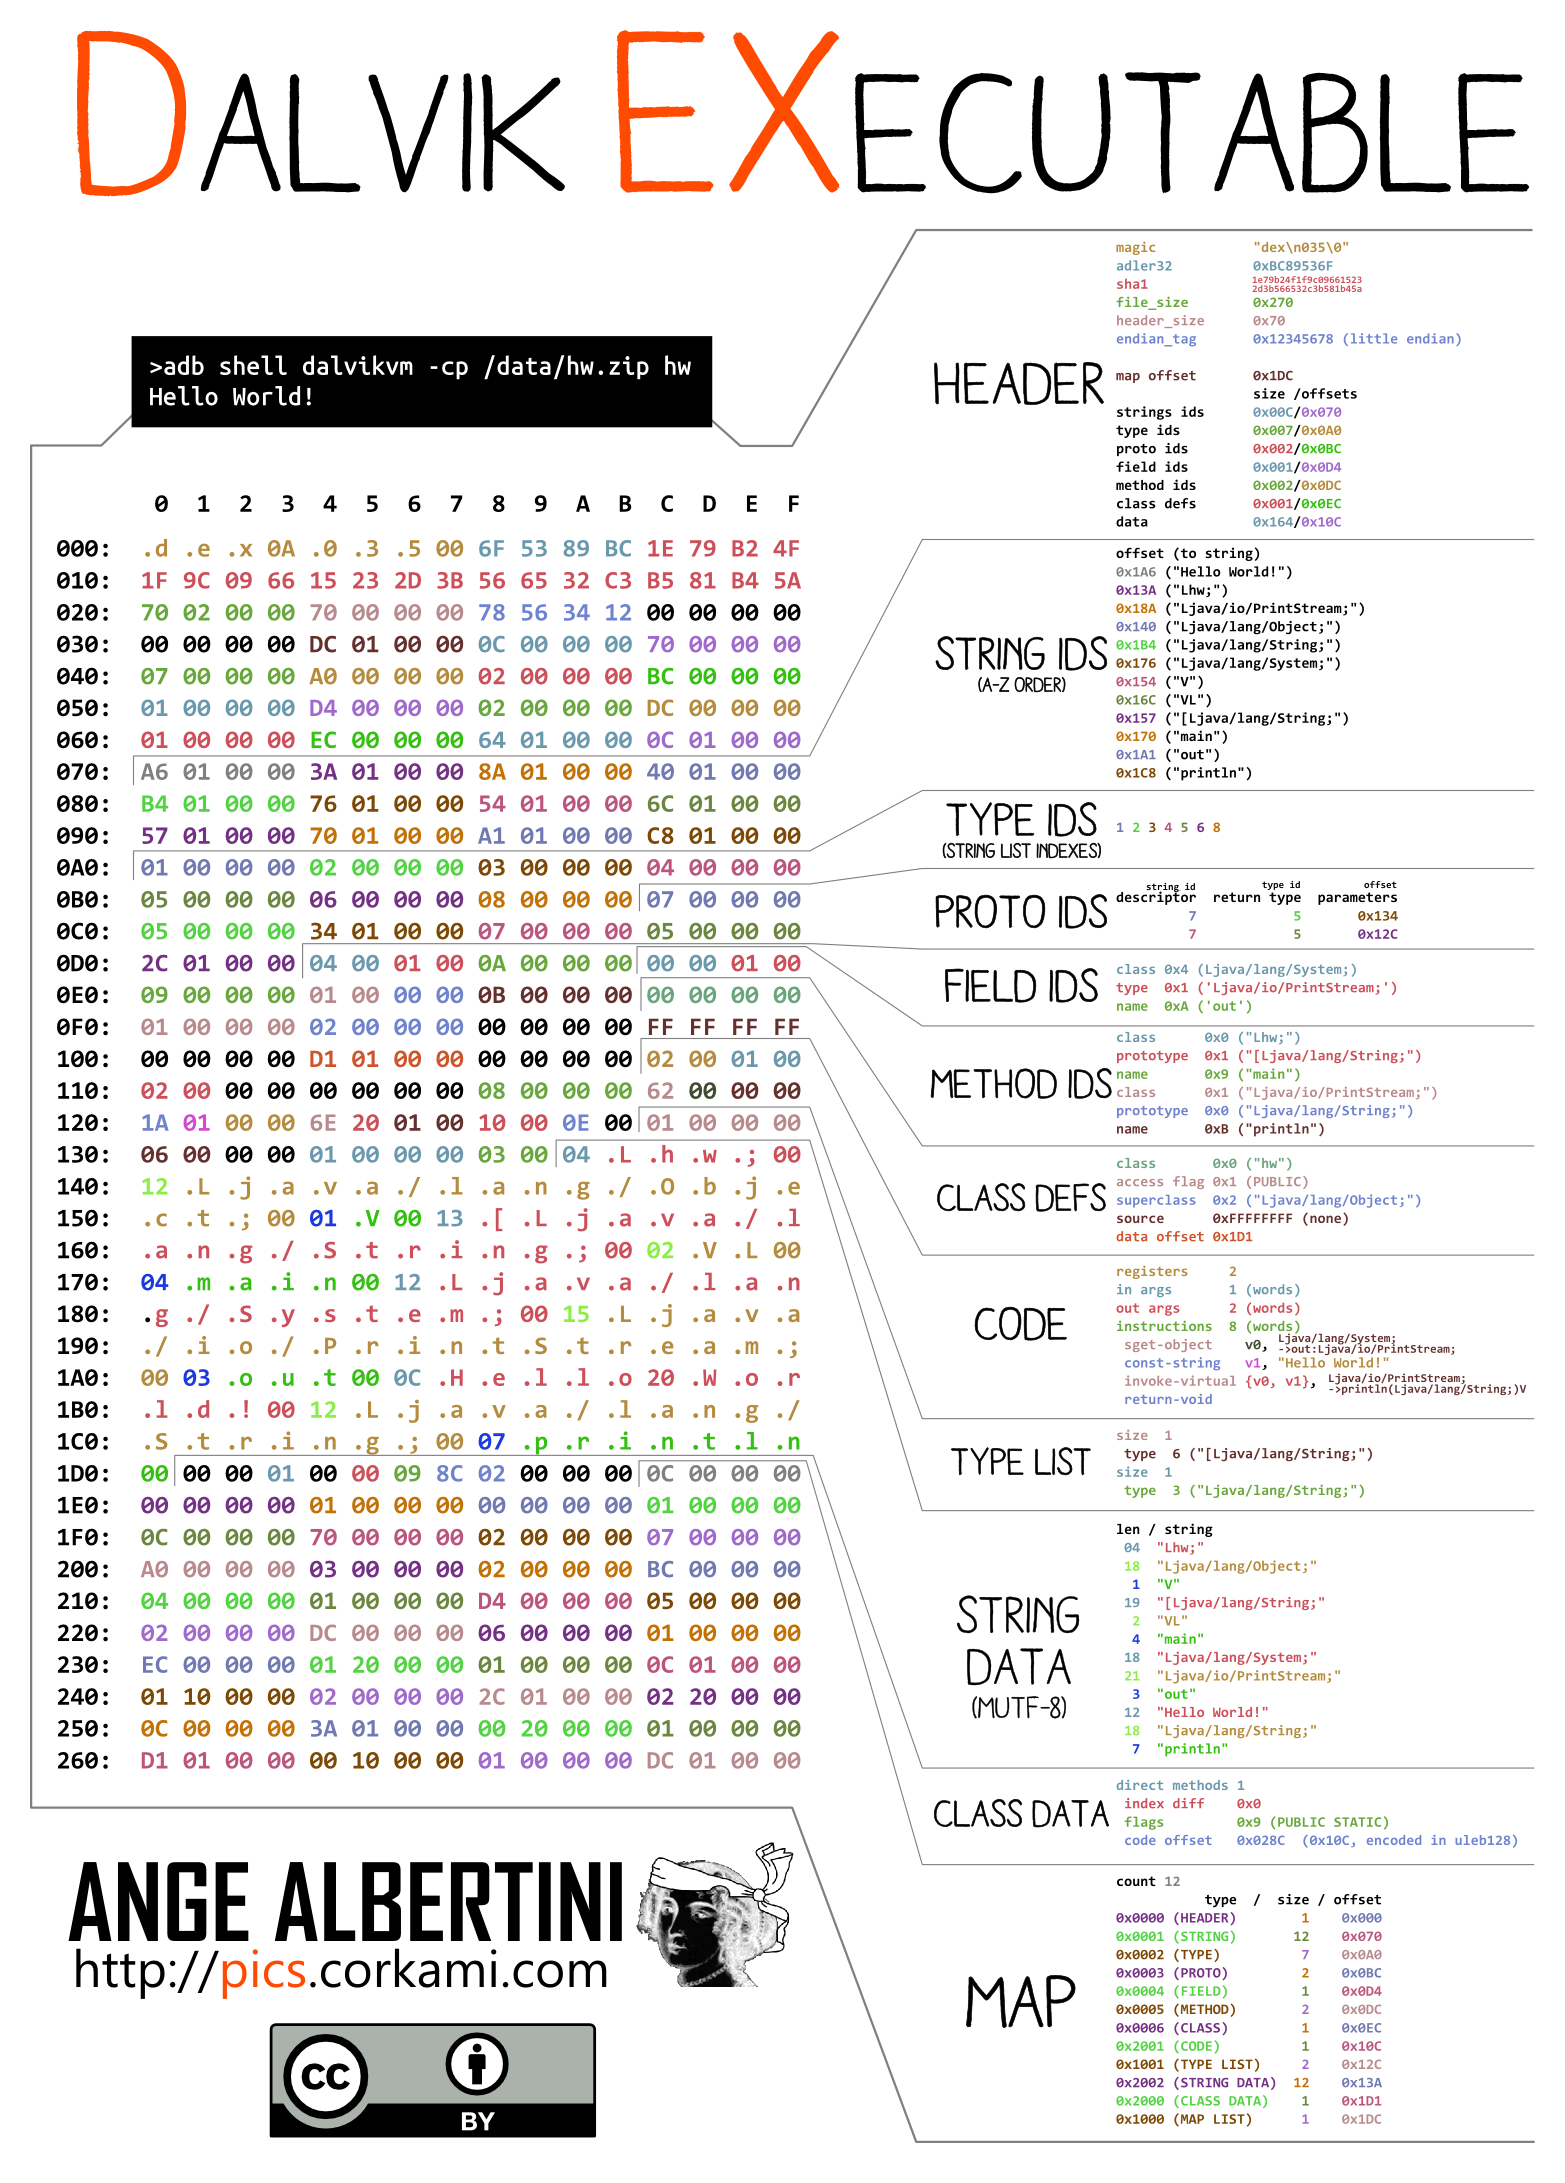 DALVIK EXECUTABLE
>adb shell dalvikvm -cp /data/hw.zip hw
Hello World!
0 1 2 3 4 5 6 7 8 9 A B C D E F
000: .d .e .x 0A .0 .3 .5 00 6F 53 89 BC 1E 79 B2 4F
010: 1F 9C 09 66 15 23 2D 3B 56 65 32 C3 B5 81 B4 5A
020: 70 02 00 00 70 00 00 00 78 56 34 12 00 00 00 00
030: 00 00 00 00 DC 01 00 00 0C 00 00 00 70 00 00 00
040: 07 00 00 00 A0 00 00 00 02 00 00 00 BC 00 00 00
050: 01 00 00 00 D4 00 00 00 02 00 00 00 DC 00 00 00
060: 01 00 00 00 EC 00 00 00 64 01 00 00 0C 01 00 00
070: A6 01 00 00 3A 01 00 00 8A 01 00 00 40 01 00 00
080: B4 01 00 00 76 01 00 00 54 01 00 00 6C 01 00 00
090: 57 01 00 00 70 01 00 00 A1 01 00 00 C8 01 00 00
0A0: 01 00 00 00 02 00 00 00 03 00 00 00 04 00 00 00
0B0: 05 00 00 00 06 00 00 00 08 00 00 00 07 00 00 00
0C0: 05 00 00 00 34 01 00 00 07 00 00 00 05 00 00 00
0D0: 2C 01 00 00 04 00 01 00 0A 00 00 00 00 00 01 00
0E0: 09 00 00 00 01 00 00 00 0B 00 00 00 00 00 00 00
0F0: 01 00 00 00 02 00 00 00 00 00 00 00 FF FF FF FF
100: 00 00 00 00 D1 01 00 00 00 00 00 00 02 00 01 00
110: 02 00 00 00 00 00 00 00 08 00 00 00 62 00 00 00
120: 1A 01 00 00 6E 20 01 00 10 00 0E 00 01 00 00 00
130: 06 00 00 00 01 00 00 00 03 00 04 .L .h .w .; 00
140: 12 .L .j .a .v .a ./ .l .a .n .g ./ .O .b .j .e
150: .c .t .; 00 01 .V 00 13 .[ .L .j .a .v .a ./ .l
160: .a .n .g ./ .S .t .r .i .n .g .; 00 02 .V .L 00
170: 04 .m .a .i .n 00 12 .L .j .a .v .a ./ .l .a .n
180: .g ./ .S .y .s .t .e .m .; 00 15 .L .j .a .v .a
190: ./ .i .o ./ .P .r .i .n .t .S .t .r .e .a .m .;
1A0: 00 03 .o .u .t 00 0C .H .e .l .l .o 20 .W .o .r
1B0: .l .d .! 00 12 .L .j .a .v .a ./ .l .a .n .g ./
1C0: .S .t .r .i .n .g .; 00 07 .p .r .i .n .t .l .n
1D0: 00 00 00 01 00 00 09 8C 02 00 00 00 0C 00 00 00
1E0: 00 00 00 00 01 00 00 00 00 00 00 00 01 00 00 00
1F0: 0C 00 00 00 70 00 00 00 02 00 00 00 07 00 00 00
200: A0 00 00 00 03 00 00 00 02 00 00 00 BC 00 00 00
210: 04 00 00 00 01 00 00 00 D4 00 00 00 05 00 00 00
220: 02 00 00 00 DC 00 00 00 06 00 00 00 01 00 00 00
230: EC 00 00 00 01 20 00 00 01 00 00 00 0C 01 00 00
240: 01 10 00 00 02 00 00 00 2C 01 00 00 02 20 00 00
250: 0C 00 00 00 3A 01 00 00 00 20 00 00 01 00 00 00
260: D1 01 00 00 00 10 00 00 01 00 00 00 DC 01 00 00
HEADER
magic "dex\n035\0"
adler32 0xBC89536F
sha1 1e79b24f1f9c09661523
2d3b566532c3b581b45a
file_size 0x270
header_size 0x70
endian_tag 0x12345678 (little endian)
map offset 0x1DC
size /offsets
strings ids 0x00C/0x070
type ids 0x007/0x0A0
proto ids 0x002/0x0BC
field ids 0x001/0x0D4
method ids 0x002/0x0DC
class defs 0x001/0x0EC
data 0x164/0x10C
STRING IDS
(A-Z ORDER)
offset (to string)
0x1A6 ("Hello World!")
0x13A ("Lhw;")
0x18A ("Ljava/io/PrintStream;")
0x140 ("Ljava/lang/Object;")
0x1B4 ("Ljava/lang/String;")
0x176 ("Ljava/lang/System;")
0x154 ("V")
0x16C ("VL")
0x157 ("[Ljava/lang/String;")
0x170 ("main")
0x1A1 ("out")
0x1C8 ("println")
TYPE IDS
(STRING LIST INDEXES)
1 2 3 4 5 6 8
PROTO IDS
string id type id offset
descriptor return type parameters
7 5 0x134
7 5 0x12C
FIELD IDS
class 0x4 (Ljava/lang/System;)
type 0x1 ('Ljava/io/PrintStream;')
name 0xA ('out')
METHOD IDS
class 0x0 ("Lhw;")
prototype 0x1 ("[Ljava/lang/String;")
name 0x9 ("main")
class 0x1 ("Ljava/io/PrintStream;")
prototype 0x0 ("Ljava/lang/String;")
name 0xB ("println")
CLASS DEFS
class 0x0 ("hw")
access flag 0x1 (PUBLIC)
superclass 0x2 ("Ljava/lang/Object;")
source 0xFFFFFFFF (none)
data offset 0x1D1
CODE
registers 2
in args 1 (words)
out args 2 (words)
instructions 8 (words)
sget-object v0, Ljava/lang/System;
->out:Ljava/io/PrintStream;
const-string v1, "Hello World!"
invoke-virtual {v0, v1}, Ljava/io/PrintStream;
->println(Ljava/lang/String;)V
return-void
TYPE LIST
size 1
type 6 ("[Ljava/lang/String;")
size 1
type 3 ("Ljava/lang/String;")
STRING
DATA
(MUTF-8)
len / string
04 "Lhw;"
18 "Ljava/lang/Object;"
1 "V"
19 "[Ljava/lang/String;"
2 "VL"
4 "main"
18 "Ljava/lang/System;"
21 "Ljava/io/PrintStream;"
3 "out"
12 "Hello World!"
18 "Ljava/lang/String;"
7 "println"
CLASS DATA
direct methods 1
index diff 0x0
flags 0x9 (PUBLIC STATIC)
code offset 0x028C (0x10C, encoded in uleb128)
MAP
count 12
type / size / offset
0x0000 (HEADER) 1 0x000
0x0001 (STRING) 12 0x070
0x0002 (TYPE) 7 0x0A0
0x0003 (PROTO) 2 0x0BC
0x0004 (FIELD) 1 0x0D4
0x0005 (METHOD) 2 0x0DC
0x0006 (CLASS) 1 0x0EC
0x2001 (CODE) 1 0x10C
0x1001 (TYPE LIST) 2 0x12C
0x2002 (STRING DATA) 12 0x13A
0x2000 (CLASS DATA) 1 0x1D1
0x1000 (MAP LIST) 1 0x1DC
ANGE ALBERTINI
http://pics.corkami.com
cc
BY